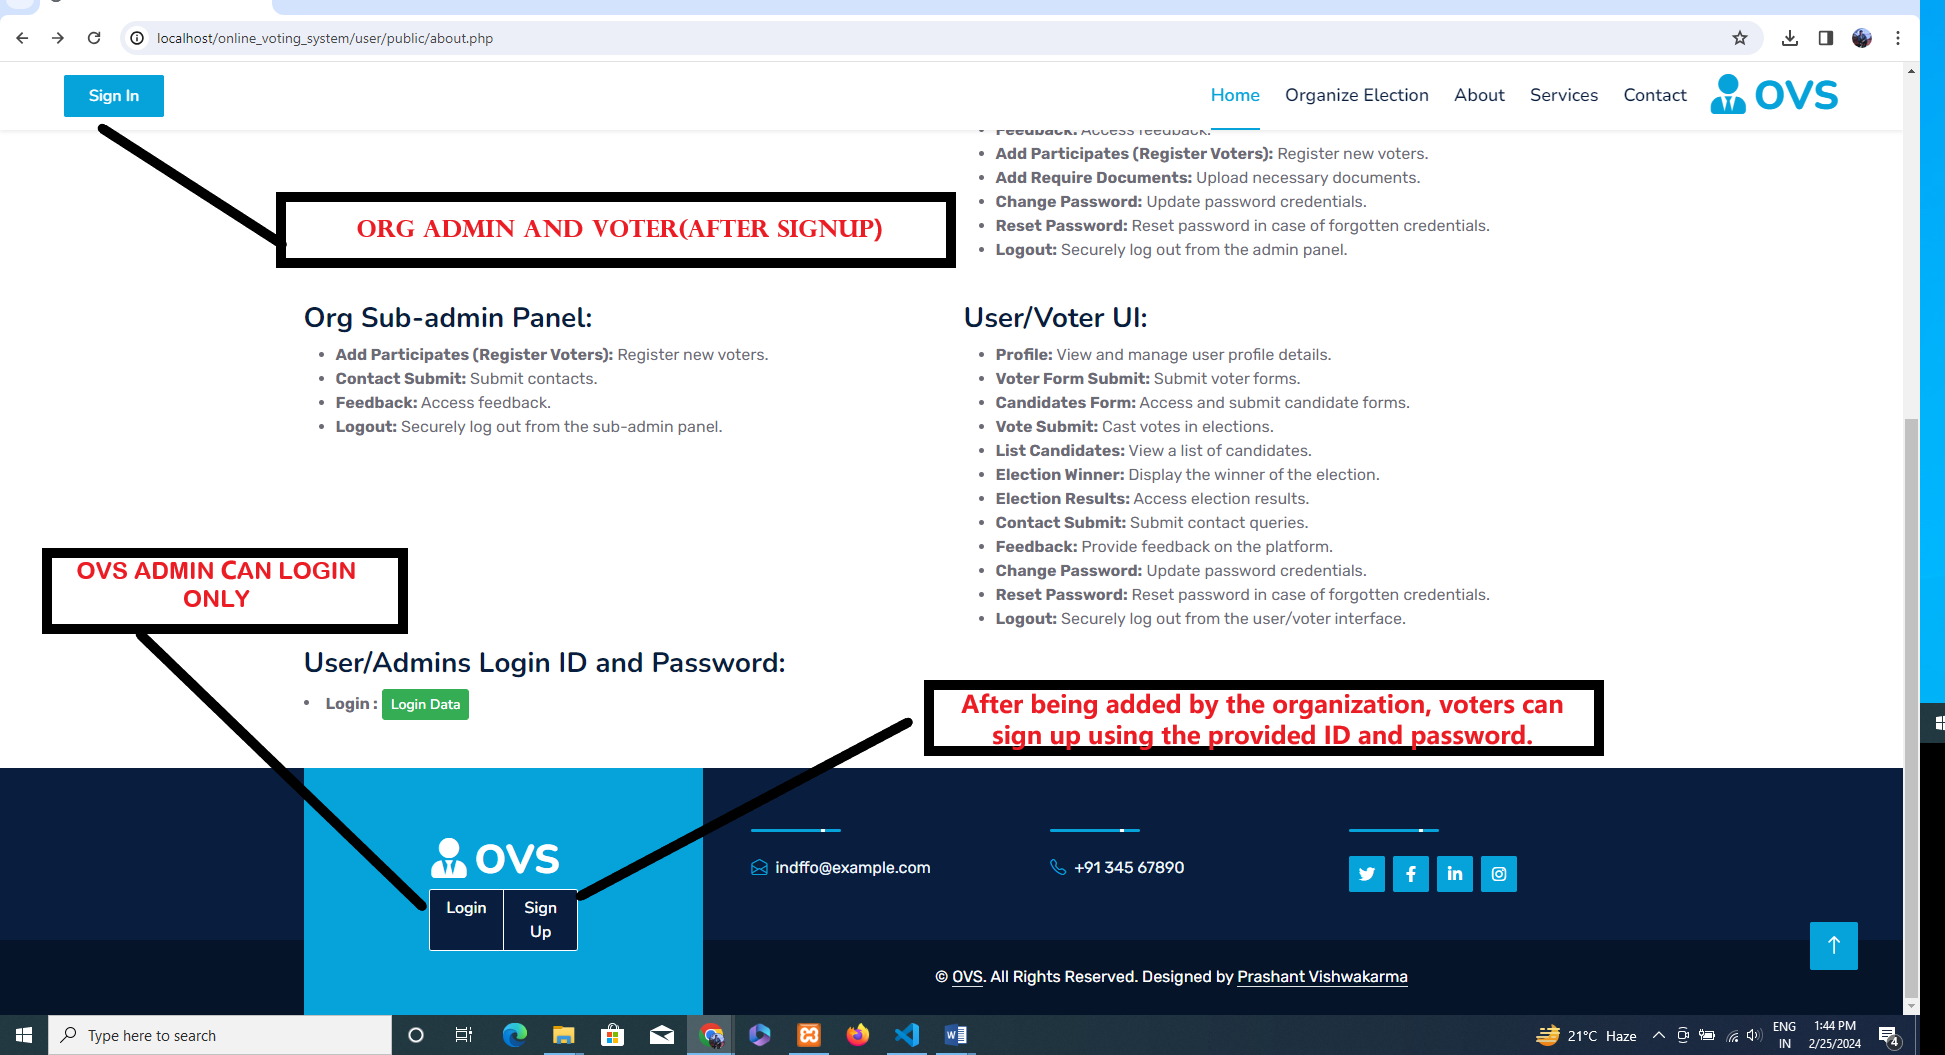 localhost/online_voting_system/user/public/about.php
Sign In
Home Organize Election About Services Contact OVS
Feedback: Access feedback.
Add Participates (Register Voters): Register new voters.
Add Require Documents: Upload necessary documents.
Change Password: Update password credentials.
Reset Password: Reset password in case of forgotten credentials.
Logout: Securely log out from the admin panel.
ORG ADMIN AND VOTER(AFTER SIGNUP)
Org Sub-admin Panel:
Add Participates (Register Voters): Register new voters.
Contact Submit: Submit contacts.
Feedback: Access feedback.
Logout: Securely log out from the sub-admin panel.
User/Voter UI:
Profile: View and manage user profile details.
Voter Form Submit: Submit voter forms.
Candidates Form: Access and submit candidate forms.
Vote Submit: Cast votes in elections.
List Candidates: View a list of candidates.
Election Winner: Display the winner of the election.
Election Results: Access election results.
Contact Submit: Submit contact queries.
Feedback: Provide feedback on the platform.
Change Password: Update password credentials.
Reset Password: Reset password in case of forgotten credentials.
Logout: Securely log out from the user/voter interface.
OVS ADMIN CAN LOGIN
ONLY
User/Admins Login ID and Password:
Login : Login Data
After being added by the organization, voters can
sign up using the provided ID and password.
OVS
Login
Sign
Up
indffo@example.com
+91 345 67890
© OVS. All Rights Reserved. Designed by Prashant Vishwakarma
Type here to search
21°C Haze
ENG
IN
1:44 PM
2/25/2024
4